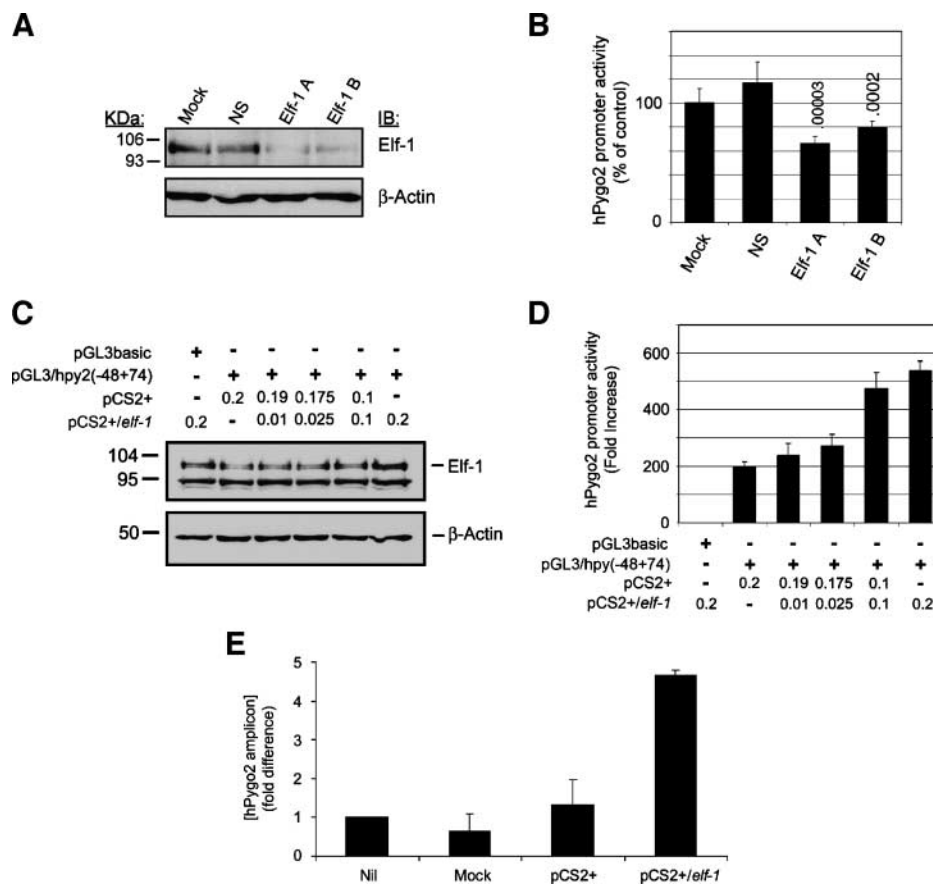 A
Mock NS Elf-1 A Elf-1 B
KDa: IB:
106 Elf-1
93
β-Actin
B
hPygo2 promoter activity
(% of control)
100
0
.00003 .0002
Mock NS Elf-1 A Elf-1 B
C
pGL3basic + - - - - -
pGL3/hpy2(-48+74) - + + + + +
pCS2+ - 0.2 0.19 0.175 0.1 -
pCS2+/elf-1 0.2 - 0.01 0.025 0.1 0.2
104 Elf-1
95
50 β-Actin
D
hPygo2 promoter activity
(Fold Increase)
600
400
200
0
pGL3basic + - - - - -
pGL3/hpy(-48+74) - + + + + +
pCS2+ - 0.2 0.19 0.175 0.1 -
pCS2+/elf-1 0.2 - 0.01 0.025 0.1 0.2
E
[hPygo2 amplicon]
(fold difference)
5
4
3
2
1
0
Nil Mock pCS2+ pCS2+/elf-1